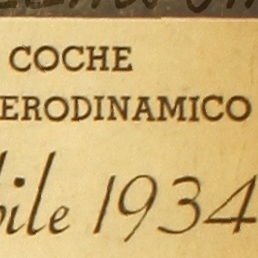 COCHE
ERODINAMICO
bile 1934